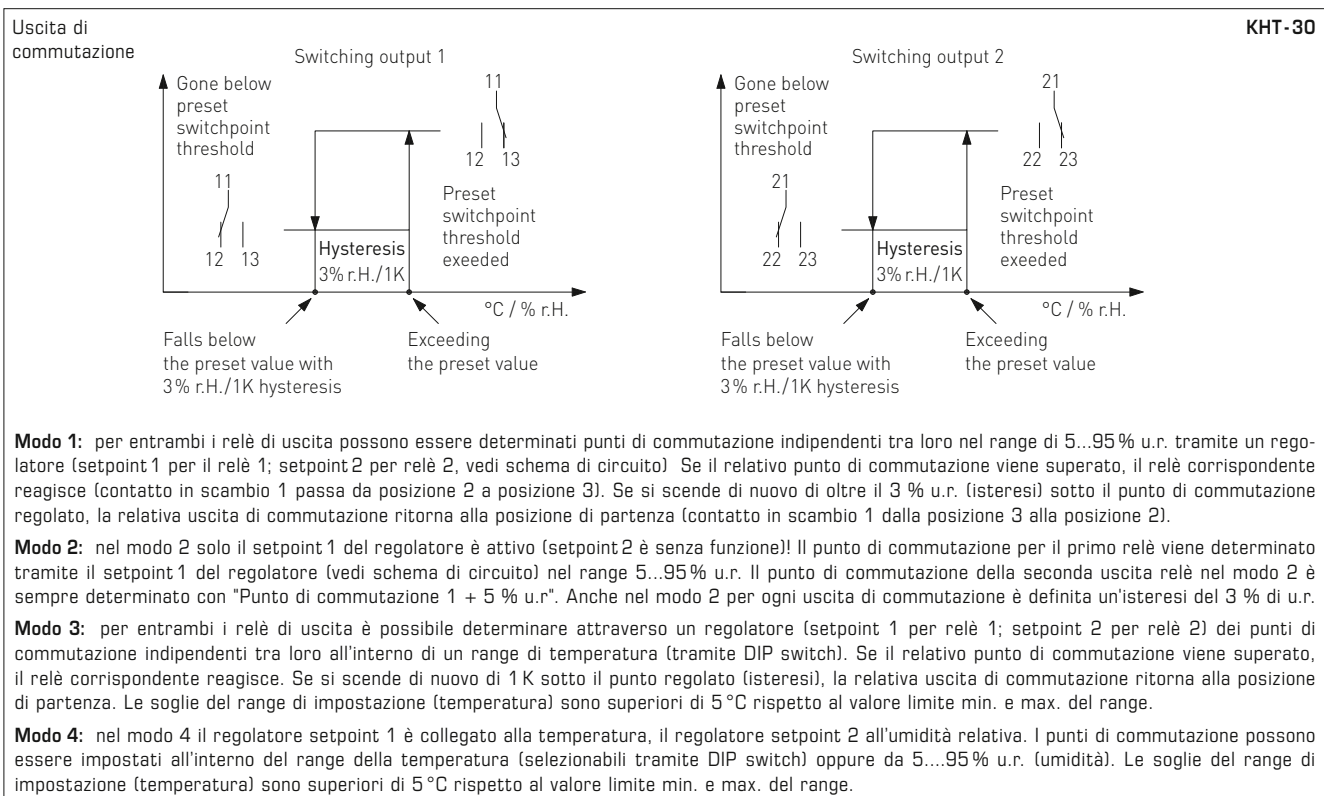 Uscita di
commutazione
KHT-30
Switching output 1
Gone below
preset
switchpoint
threshold
11
12 13
11
12 13
Preset
switchpoint
threshold
exeeded
Hysteresis
3% r.H./1K
°C / % r.H.
Falls below
the preset value with
3% r.H./1K hysteresis
Exceeding
the preset value
Switching output 2
Gone below
preset
switchpoint
threshold
21
22 23
21
22 23
Preset
switchpoint
threshold
exeeded
Hysteresis
3% r.H./1K
°C / % r.H.
Falls below
the preset value with
3% r.H./1K hysteresis
Exceeding
the preset value
Modo 1: per entrambi i relè di uscita possono essere determinati punti di commutazione indipendenti tra loro nel range di 5...95% u.r. tramite un rego-
latore (setpoint 1 per il relè 1; setpoint 2 per relè 2, vedi schema di circuito) Se il relativo punto di commutazione viene superato, il relè corrispondente
reagisce (contatto in scambio 1 passa da posizione 2 a posizione 3). Se si scende di nuovo di oltre il 3 % u.r. (isteresi) sotto il punto di commutazione
regolato, la relativa uscita di commutazione ritorna alla posizione di partenza (contatto in scambio 1 dalla posizione 3 alla posizione 2).
Modo 2: nel modo 2 solo il setpoint 1 del regolatore è attivo (setpoint 2 è senza funzione)! Il punto di commutazione per il primo relè viene determinato
tramite il setpoint 1 del regolatore (vedi schema di circuito) nel range 5...95% u.r. Il punto di commutazione della seconda uscita relè nel modo 2 è
sempre determinato con "Punto di commutazione 1 + 5 % u.r". Anche nel modo 2 per ogni uscita di commutazione è definita un'isteresi del 3 % di u.r.
Modo 3: per entrambi i relè di uscita è possibile determinare attraverso un regolatore (setpoint 1 per relè 1; setpoint 2 per relè 2) dei punti di
commutazione indipendenti tra loro all'interno di un range di temperatura (tramite DIP switch). Se il relativo punto di commutazione viene superato,
il relè corrispondente reagisce. Se si scende di nuovo di 1 K sotto il punto regolato (isteresi), la relativa uscita di commutazione ritorna alla posizione
di partenza. Le soglie del range di impostazione (temperatura) sono superiori di 5 °C rispetto al valore limite min. e max. del range.
Modo 4: nel modo 4 il regolatore setpoint 1 è collegato alla temperatura, il regolatore setpoint 2 all'umidità relativa. I punti di commutazione possono
essere impostati all'interno del range della temperatura (selezionabili tramite DIP switch) oppure da 5....95% u.r. (umidità). Le soglie del range di
impostazione (temperatura) sono superiori di 5 °C rispetto al valore limite min. e max. del range.